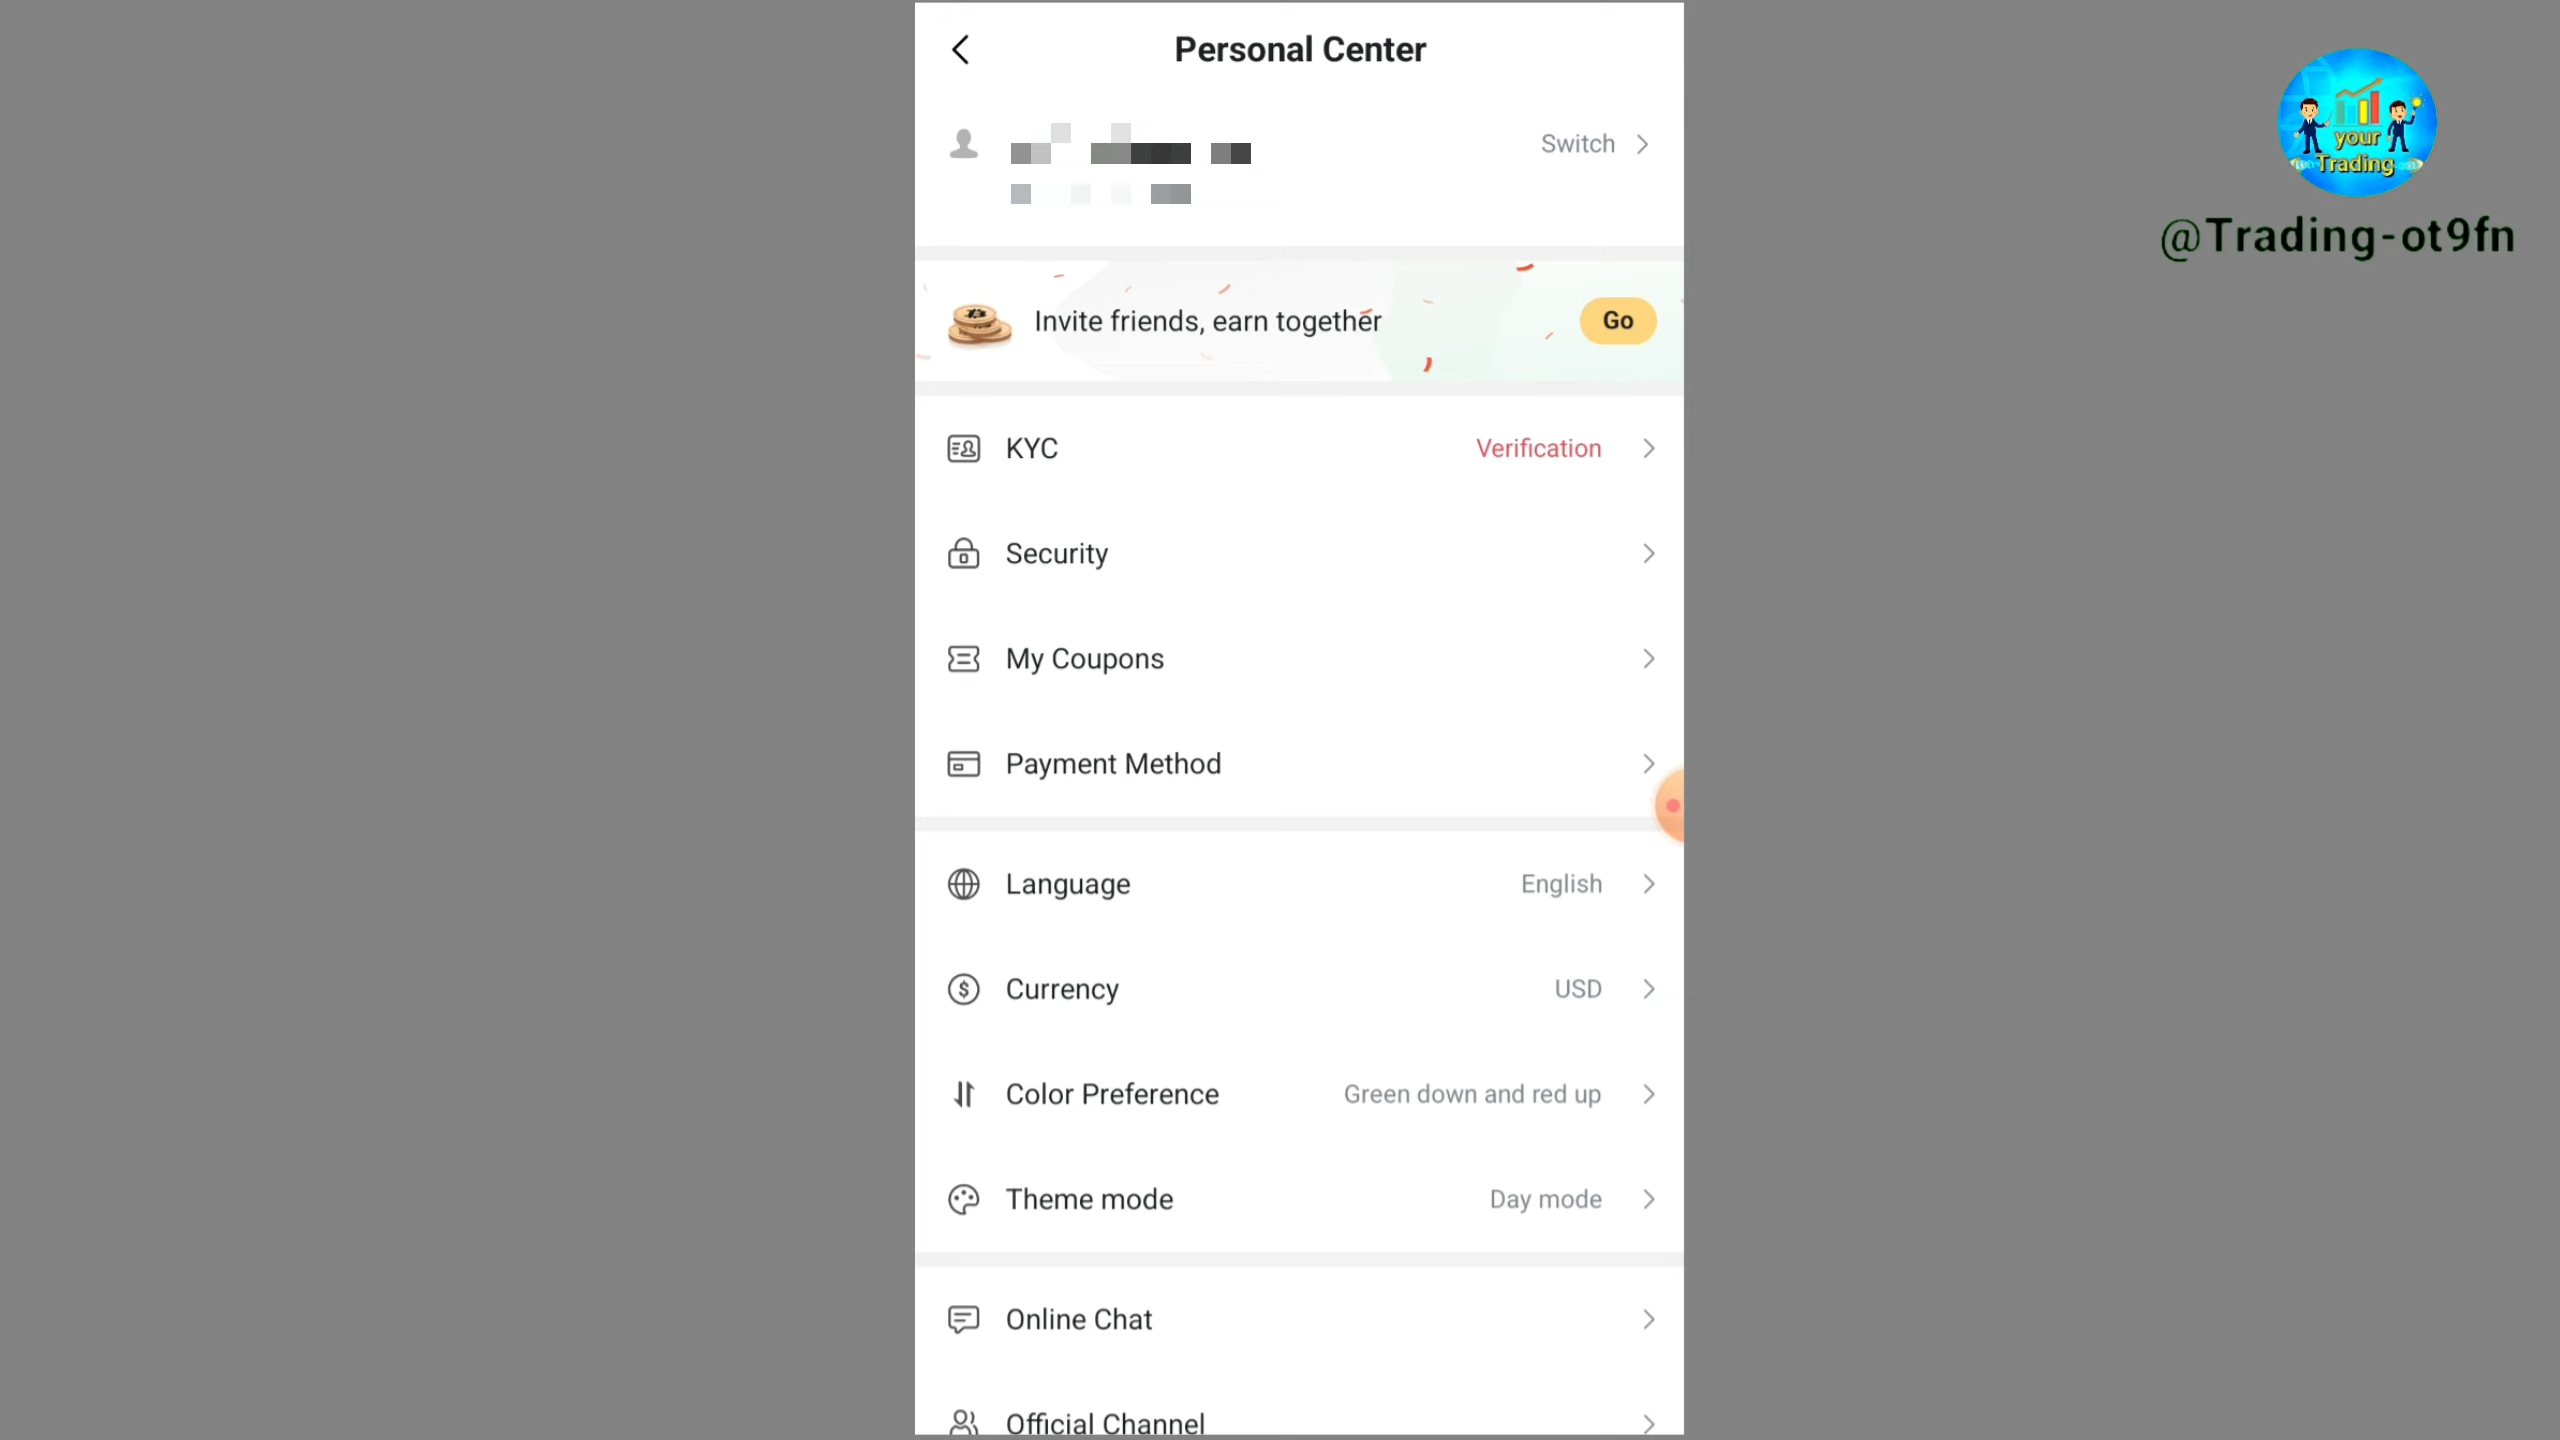 Personal Center
Switch
your
Trading
@Trading-ot9fn
Invite friends, earn together
Go
KYC
Verification
Security
My Coupons
Payment Method
Language
English
Currency
USD
Color Preference
Green down and red up
Theme mode
Day mode
Online Chat
Official Channel